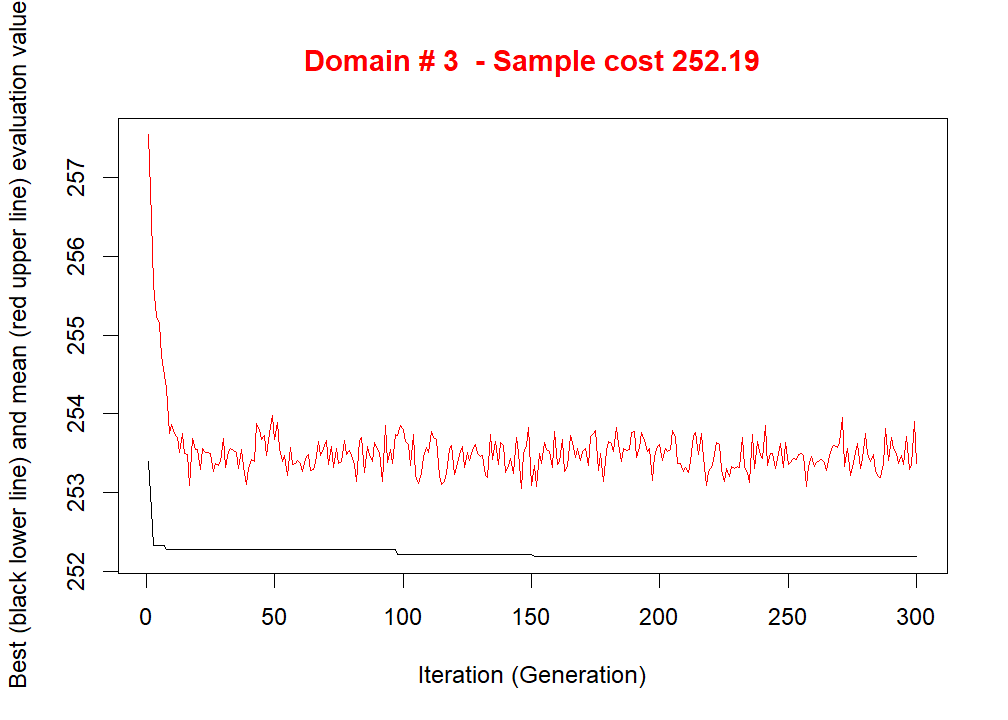 Domain # 3  - Sample cost 252.19
Best (black lower line) and mean (red upper line) evaluation value
257
256
255
254
253
252
0 50 100 150 200 250 300
Iteration (Generation)